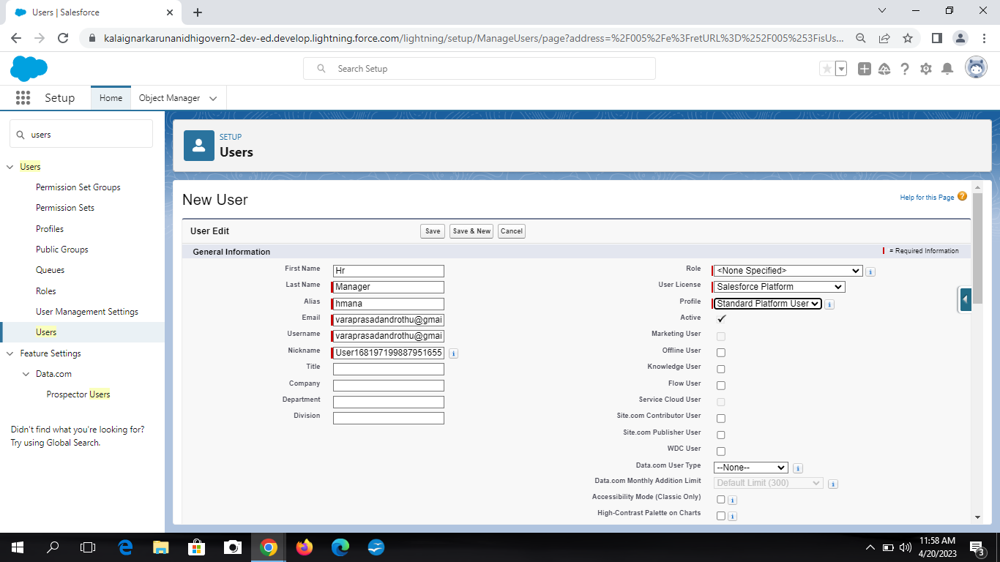 Users | Salesforce
kalaignarkarunanidhigovern2-dev-ed.develop.lightning.force.com/lightning/setup/ManageUsers/page?address=%2F005%2Fe%3FretURL%3D%252F005%253FisUs...
Search Setup
Setup
Home
Object Manager
users
Users
Permission Set Groups
Permission Sets
Profiles
Public Groups
Queues
Roles
User Management Settings
Users
Feature Settings
Data.com
Prospector Users
Didn't find what you're looking for?
Try using Global Search.
SETUP
Users
New User
Help for this Page
User Edit
Save
Save & New
Cancel
General Information
= Required Information
First Name Hr
Last Name Manager
Alias hmana
Email varaprasadandrothu@gmai
Username varaprasadandrothu@gmai
Nickname User168197199887951655
Title
Company
Department
Division
Role <None Specified>
User License Salesforce Platform
Profile Standard Platform User
Active
Marketing User
Offline User
Knowledge User
Flow User
Service Cloud User
Site.com Contributor User
Site.com Publisher User
WDC User
Data.com User Type --None--
Data.com Monthly Addition Limit Default Limit (300)
Accessibility Mode (Classic Only)
High-Contrast Palette on Charts
11:58 AM
4/20/2023
3